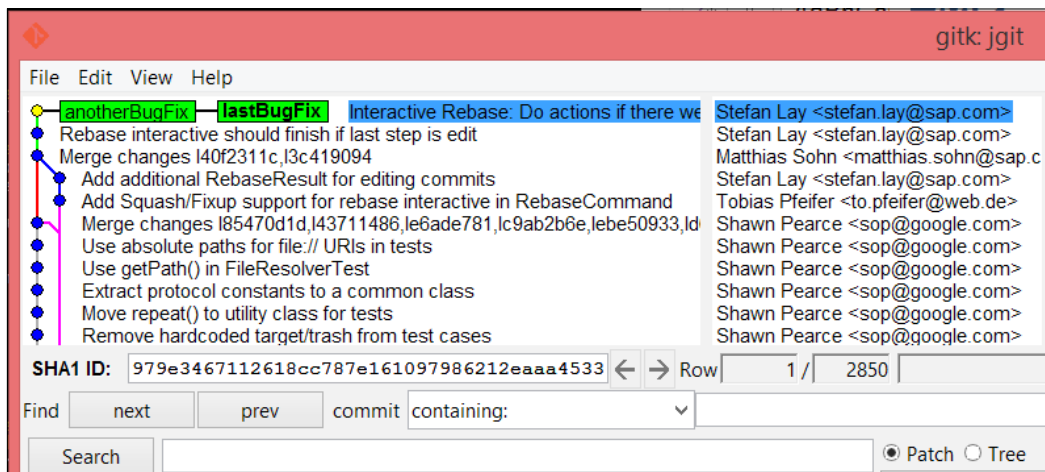 gitk: jgit
File Edit View Help
anotherBugFix lastBugFix Interactive Rebase: Do actions if there we Stefan Lay <stefan.lay@sap.com>
Rebase interactive should finish if last step is edit Stefan Lay <stefan.lay@sap.com>
Merge changes I40f2311c,I3c419094 Matthias Sohn <matthias.sohn@sap.c
Add additional RebaseResult for editing commits Stefan Lay <stefan.lay@sap.com>
Add Squash/Fixup support for rebase interactive in RebaseCommand Tobias Pfeifer <to.pfeifer@web.de>
Merge changes I85470d1d,I43711486,Ie6ade781,Ic9ab2b6e,Iebe50933,Id Shawn Pearce <sop@google.com>
Use absolute paths for file:// URIs in tests Shawn Pearce <sop@google.com>
Use getPath() in FileResolverTest Shawn Pearce <sop@google.com>
Extract protocol constants to a common class Shawn Pearce <sop@google.com>
Move repeat() to utility class for tests Shawn Pearce <sop@google.com>
Remove hardcoded target/trash from test cases Shawn Pearce <sop@google.com>
SHA1 ID: 979e3467112618cc787e161097986212eaaa4533 Row 1 / 2850
Find next prev commit containing:
Search Patch Tree